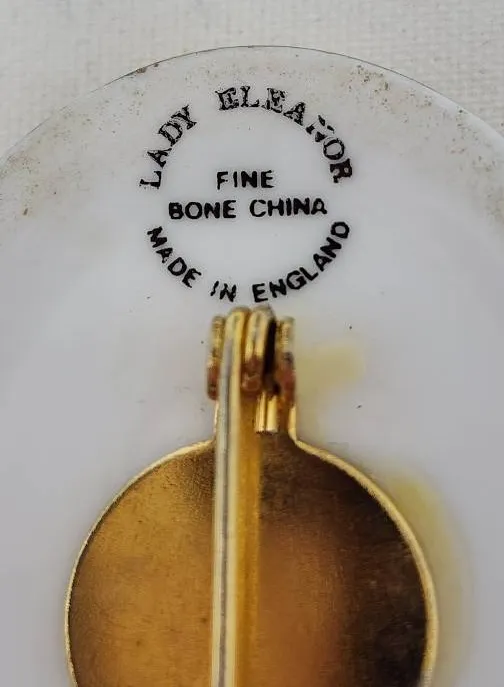 LADY ELEANOR
FINE
BONE CHINA
MADE IN ENGLAND